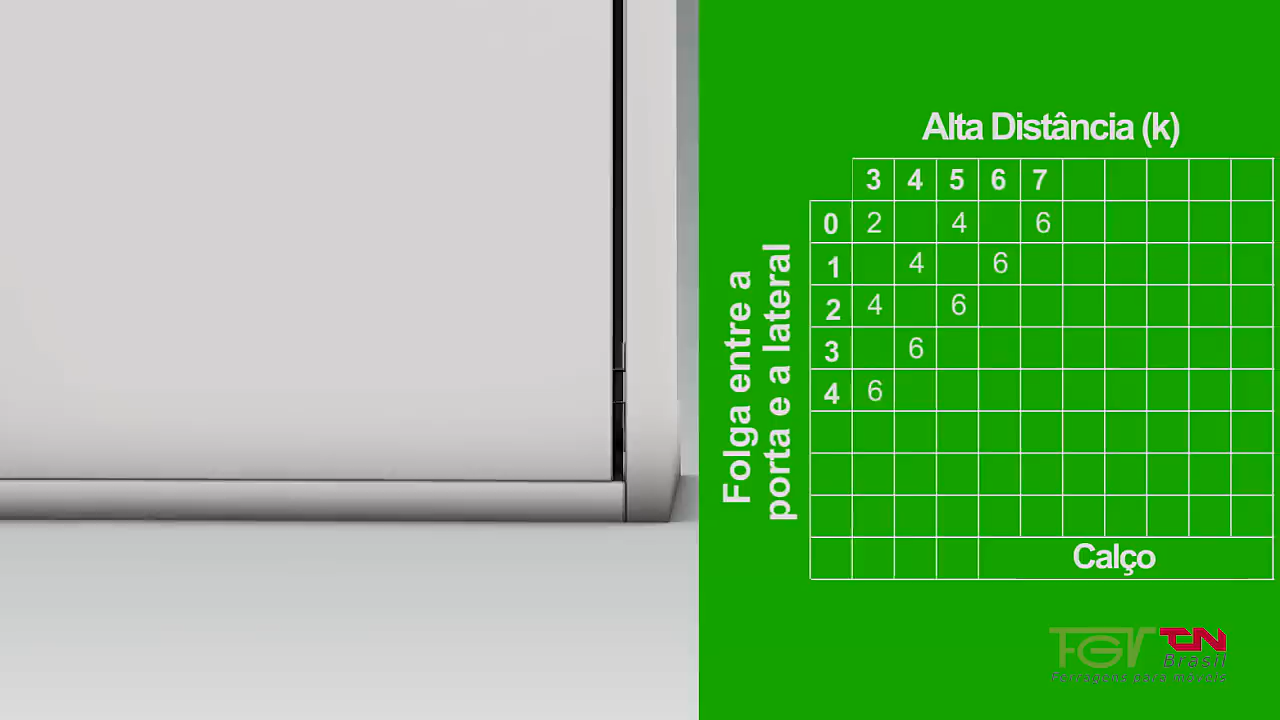 Alta Distância (k)
3 4 5 6 7
0 2 4 6
1 4 6
2 4 6
3 6
4 6
Folga entre a
porta e a lateral
Calço
FGV TN
Brasil
Ferragens para móveis